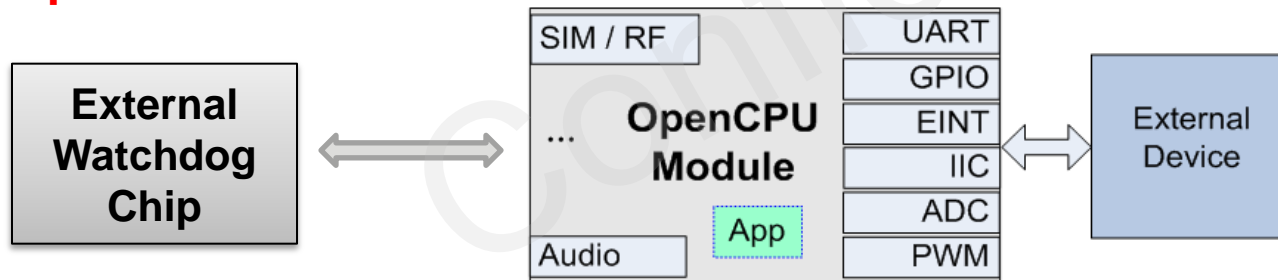 External
Watchdog
Chip
SIM / RF
...
OpenCPU
Module
App
Audio
UART
GPIO
EINT
IIC
ADC
PWM
External
Device